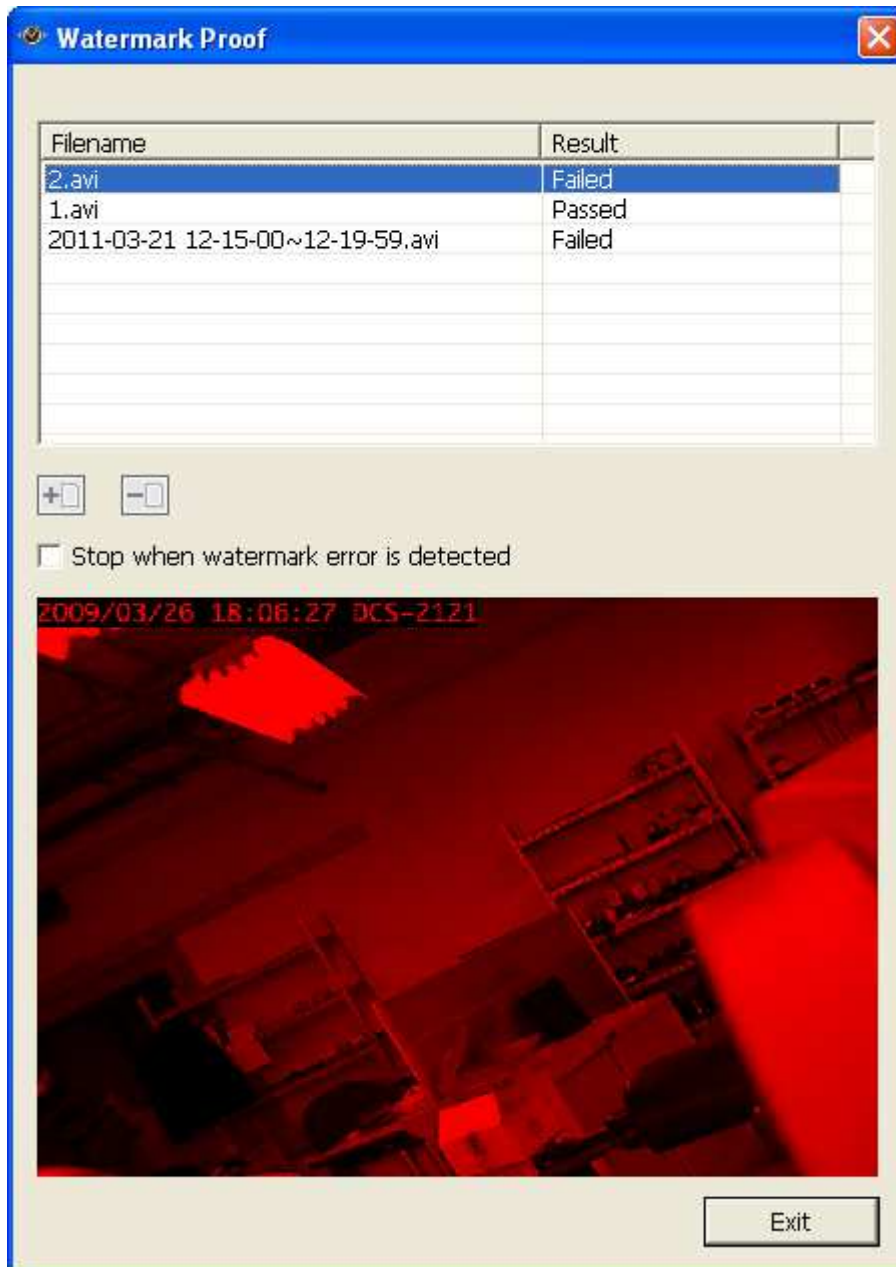 Watermark Proof
Filename Result
2.avi Failed
1.avi Passed
2011-03-21 12-15-00~12-19-59.avi Failed
Stop when watermark error is detected
2009/03/26 18:06:27 DCS-2121
Exit